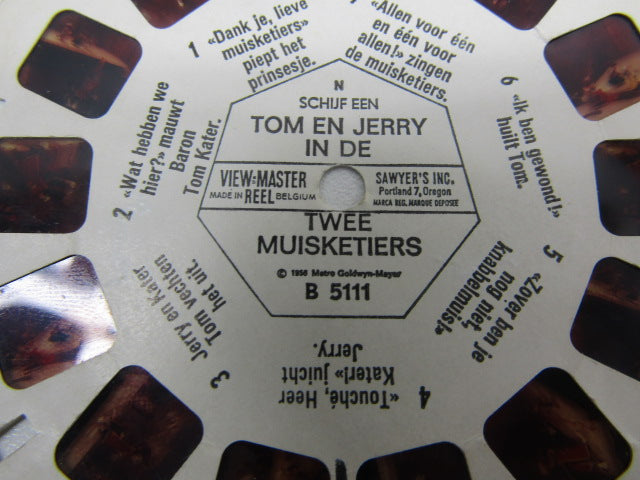 N
SCHIJF EEN
TOM EN JERRY
IN DE
VIEW-MASTER
MADE IN REEL BELGIUM
SAWYER'S INC.
Portland 7, Oregon
MARCA REG. MARQUE DEPOSEE
TWEE
MUISKETIERS
© 1956 Metro Goldwyn-Mayer
B 5111
1 «Dank je, lieve
muisketiers»
piept het
prinsesje.
2 «Wat hebben we
hier?» mauwt
Baron
Tom Kater.
3 Jerry en Kater
Tom vechten
het uit.
4 «Touché, Heer
Kater!» juicht
Jerry.
5 «Zover ben je
nog niet,
knabbelmuis!»
6 «Ik ben gewond!»
huilt Tom.
«Allen voor één
en één voor
allen!» zingen
de muisketiers.